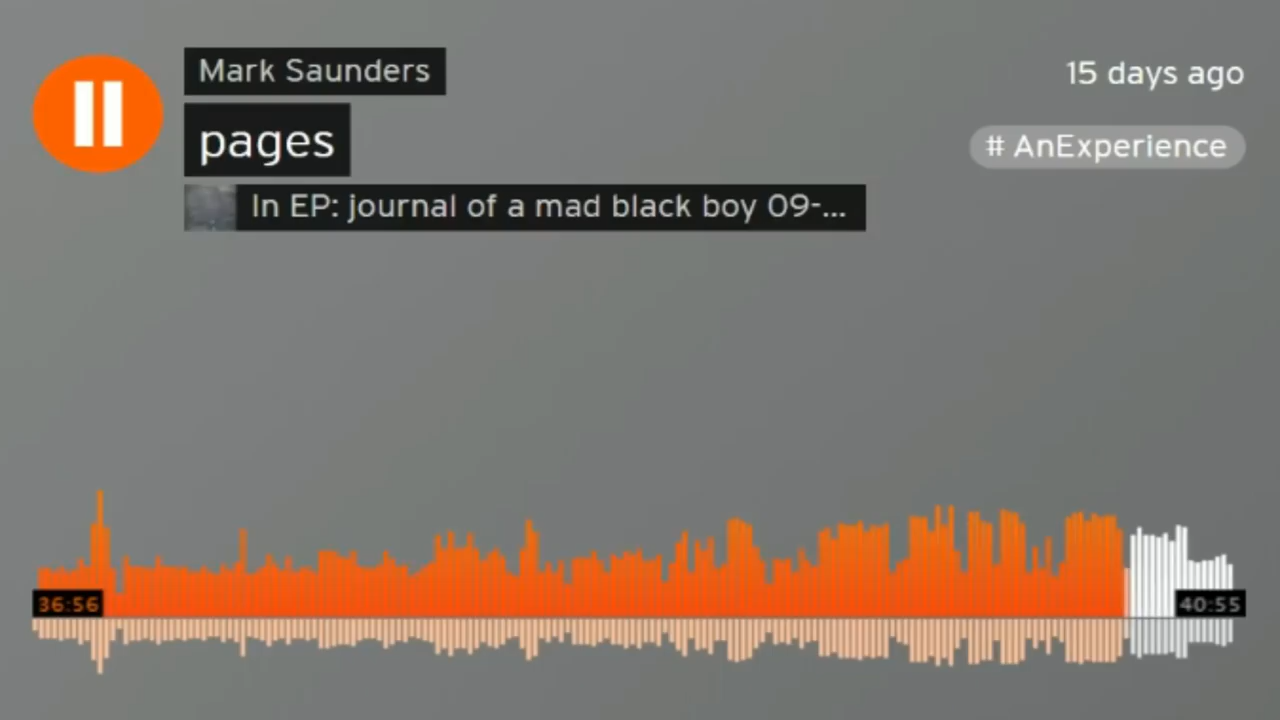 Mark Saunders
15 days ago
pages
# AnExperience
In EP: journal of a mad black boy 09-...
36:56
40:55